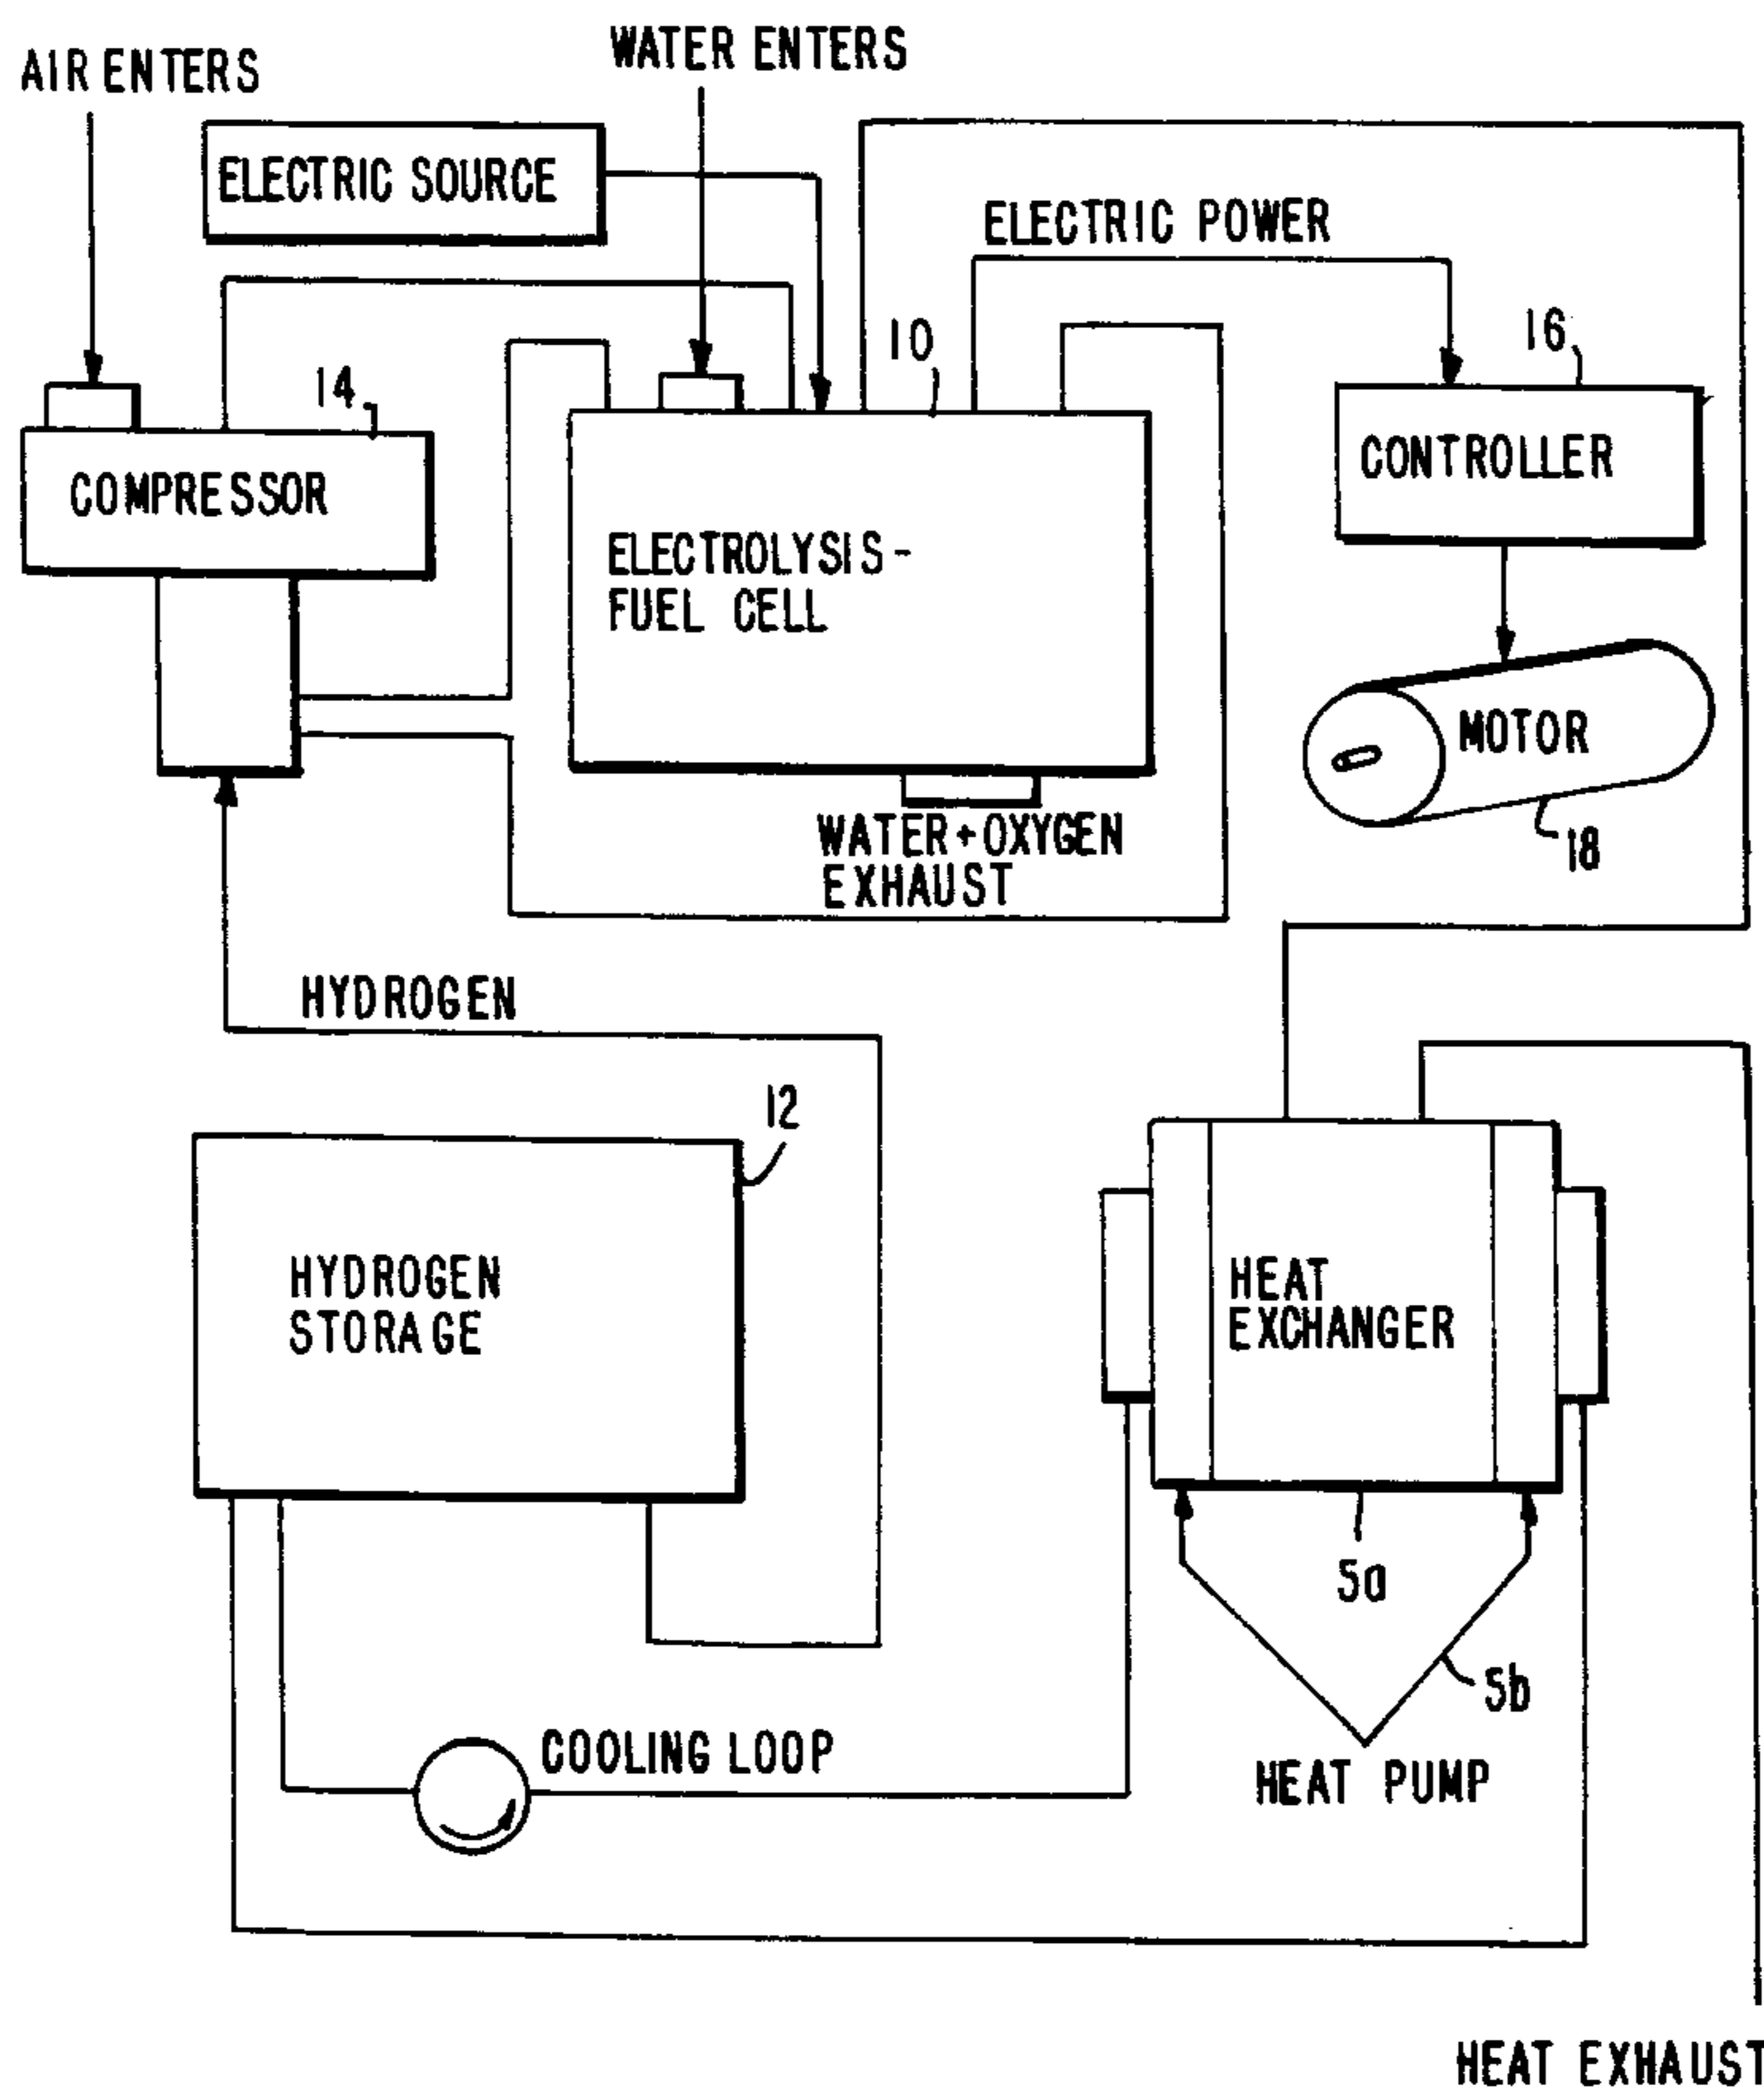 AIR ENTERS
WATER ENTERS
ELECTRIC SOURCE
ELECTRIC POWER
10
16
14
COMPRESSOR
CONTROLLER
ELECTROLYSIS-
FUEL CELL
MOTOR
18
WATER+OXYGEN
EXHAUST
HYDROGEN
12
HYDROGEN
STORAGE
HEAT
EXCHANGER
5a
5b
COOLING LOOP
HEAT PUMP
HEAT EXHAUST